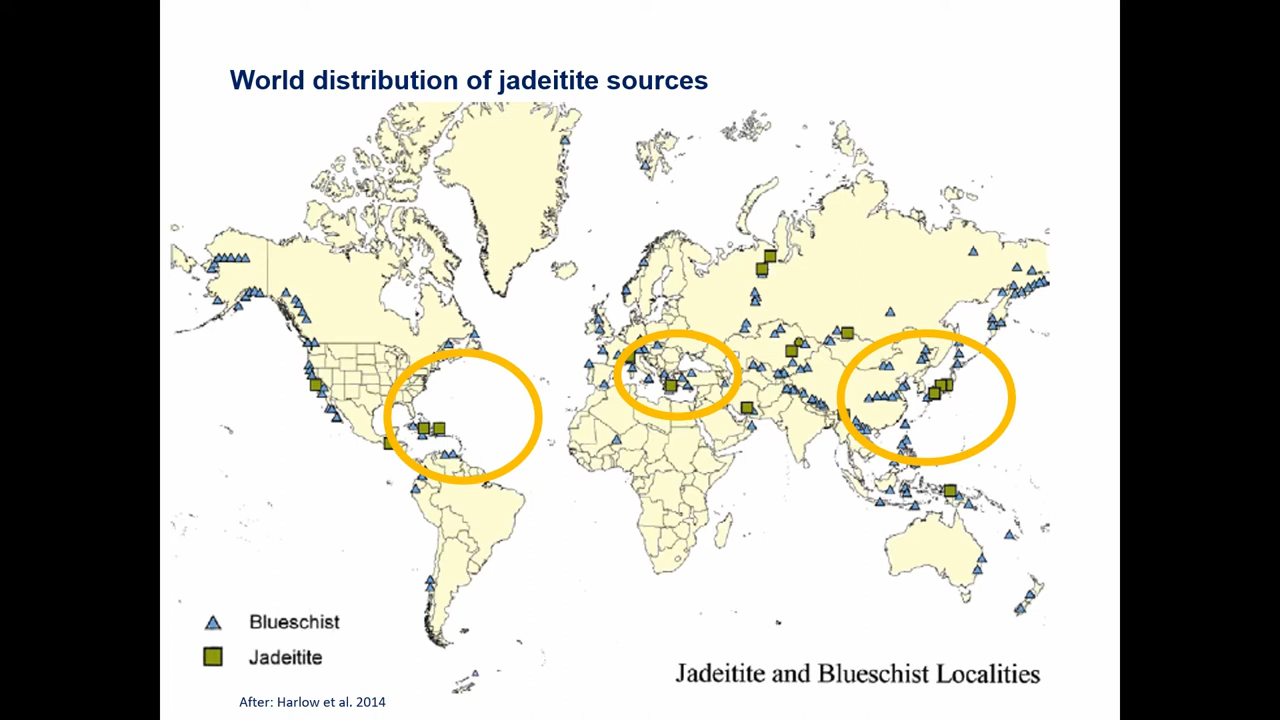 World distribution of jadeitite sources
Blueschist
Jadeitite
Jadeitite and Blueschist Localities
After: Harlow et al. 2014